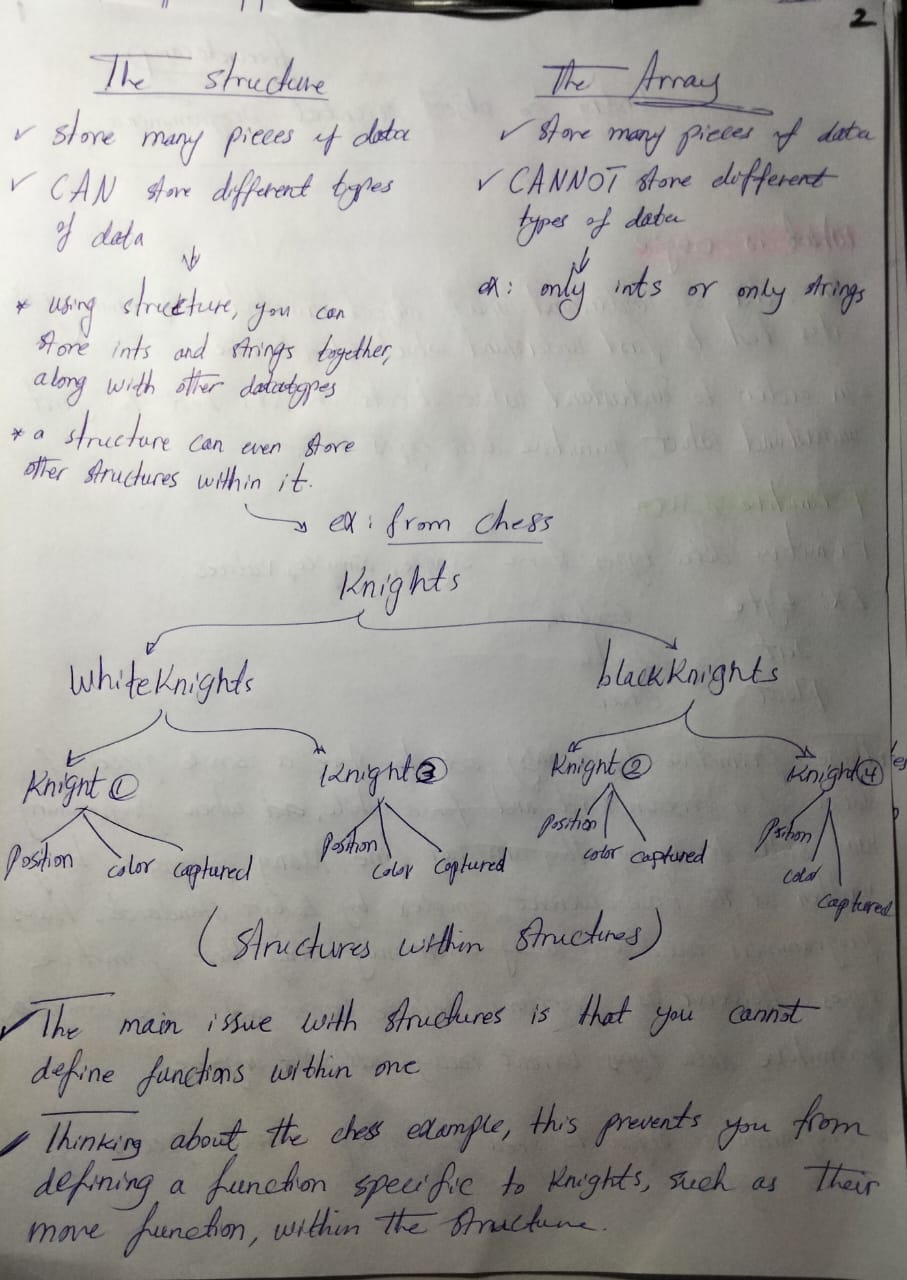 2
The structure
✓ Store many pieces of data
✓ CAN store different types
of data
* using structure, you can
store ints and strings together,
along with other datatypes
* a structure can even store
other structures within it.
The Array
✓ store many pieces of data
✓ CANNOT store different
types of data
ex: only ints or only strings
ex: from chess
Knights
whiteKnights blackKnights
Knight ① Knight ③ Knight ② Knight ④
Position color captured
Position color captured
Position color captured
Position color captured
(Structures within structures)
✓ The main issue with structures is that you cannot
define functions within one
Thinking about the chess example, this prevents you from
defining a function specific to Knights, such as Their
move function, within the structure.